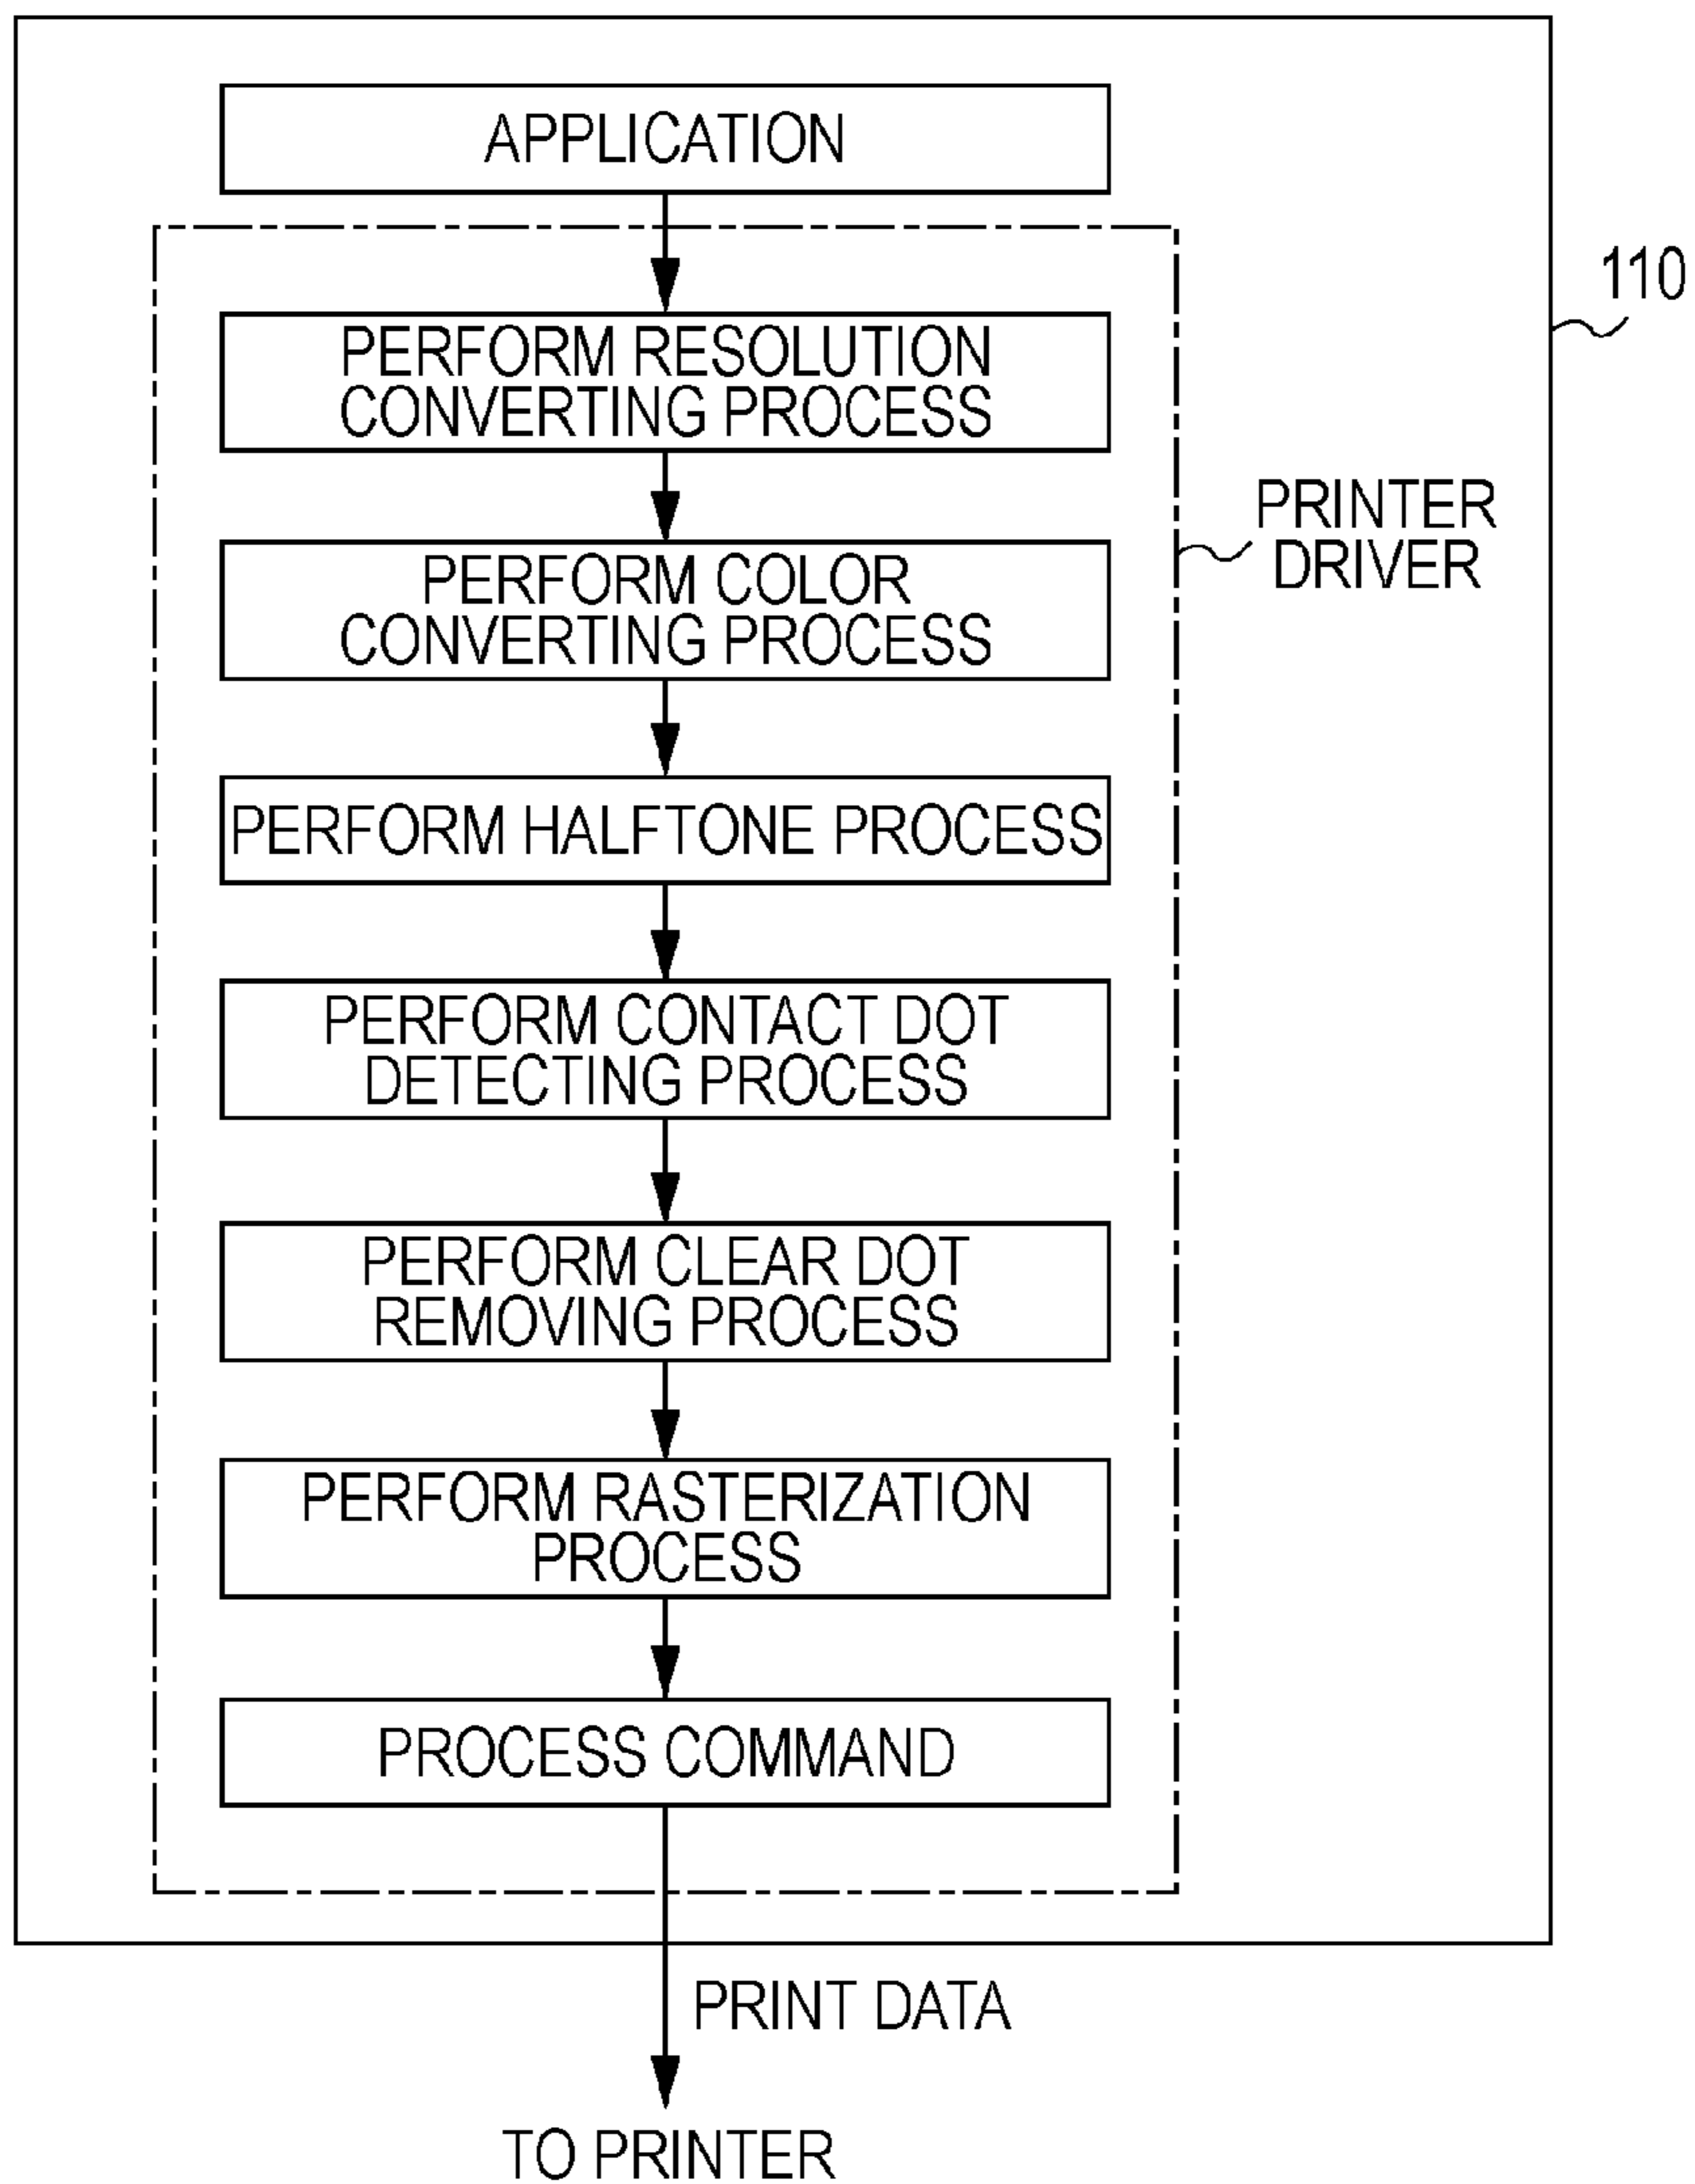 APPLICATION
110
PERFORM RESOLUTION
CONVERTING PROCESS
PRINTER
DRIVER
PERFORM COLOR
CONVERTING PROCESS
PERFORM HALFTONE PROCESS
PERFORM CONTACT DOT
DETECTING PROCESS
PERFORM CLEAR DOT
REMOVING PROCESS
PERFORM RASTERIZATION
PROCESS
PROCESS COMMAND
PRINT DATA
TO PRINTER